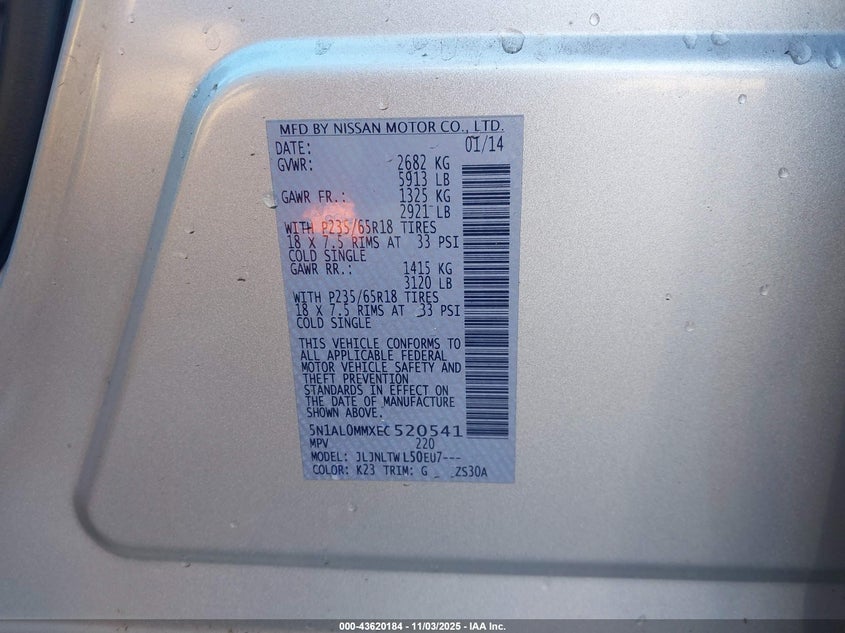 MFD BY NISSAN MOTOR CO., LTD.
DATE: 01/14
GVWR: 2682 KG
5913 LB
GAWR FR.: 1325 KG
2921 LB
WITH P235/65R18 TIRES
18 X 7.5 RIMS AT 33 PSI
COLD SINGLE
GAWR RR.: 1415 KG
3120 LB
WITH P235/65R18 TIRES
18 X 7.5 RIMS AT 33 PSI
COLD SINGLE
THIS VEHICLE CONFORMS TO
ALL APPLICABLE FEDERAL
MOTOR VEHICLE SAFETY AND
THEFT PREVENTION
STANDARDS IN EFFECT ON
THE DATE OF MANUFACTURE
SHOWN ABOVE.
5N1AL0MMXEC520541
MPV 220
MODEL: JLJNLTWL50EU7---
COLOR: K23 TRIM: G ZS30A
000-43620184 - 11/03/2025 - IAA Inc.